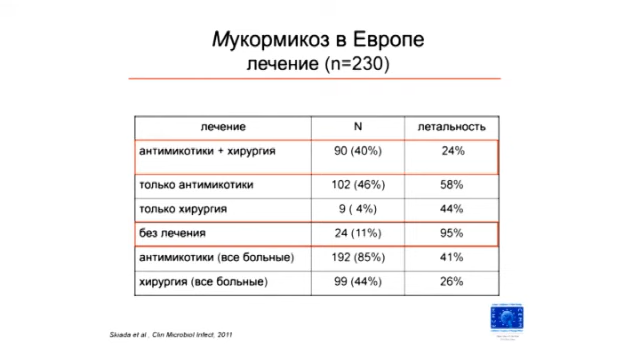 Мукормикоз в Европе
лечение (n=230)
лечение N летальность
антимикотики + хирургия 90 (40%) 24%
только антимикотики 102 (46%) 58%
только хирургия 9 ( 4%) 44%
без лечения 24 (11%) 95%
антимикотики (все больные) 192 (85%) 41%
хирургия (все больные) 99 (44%) 26%
Skiada et al , Clin Microbiol Infect, 2011